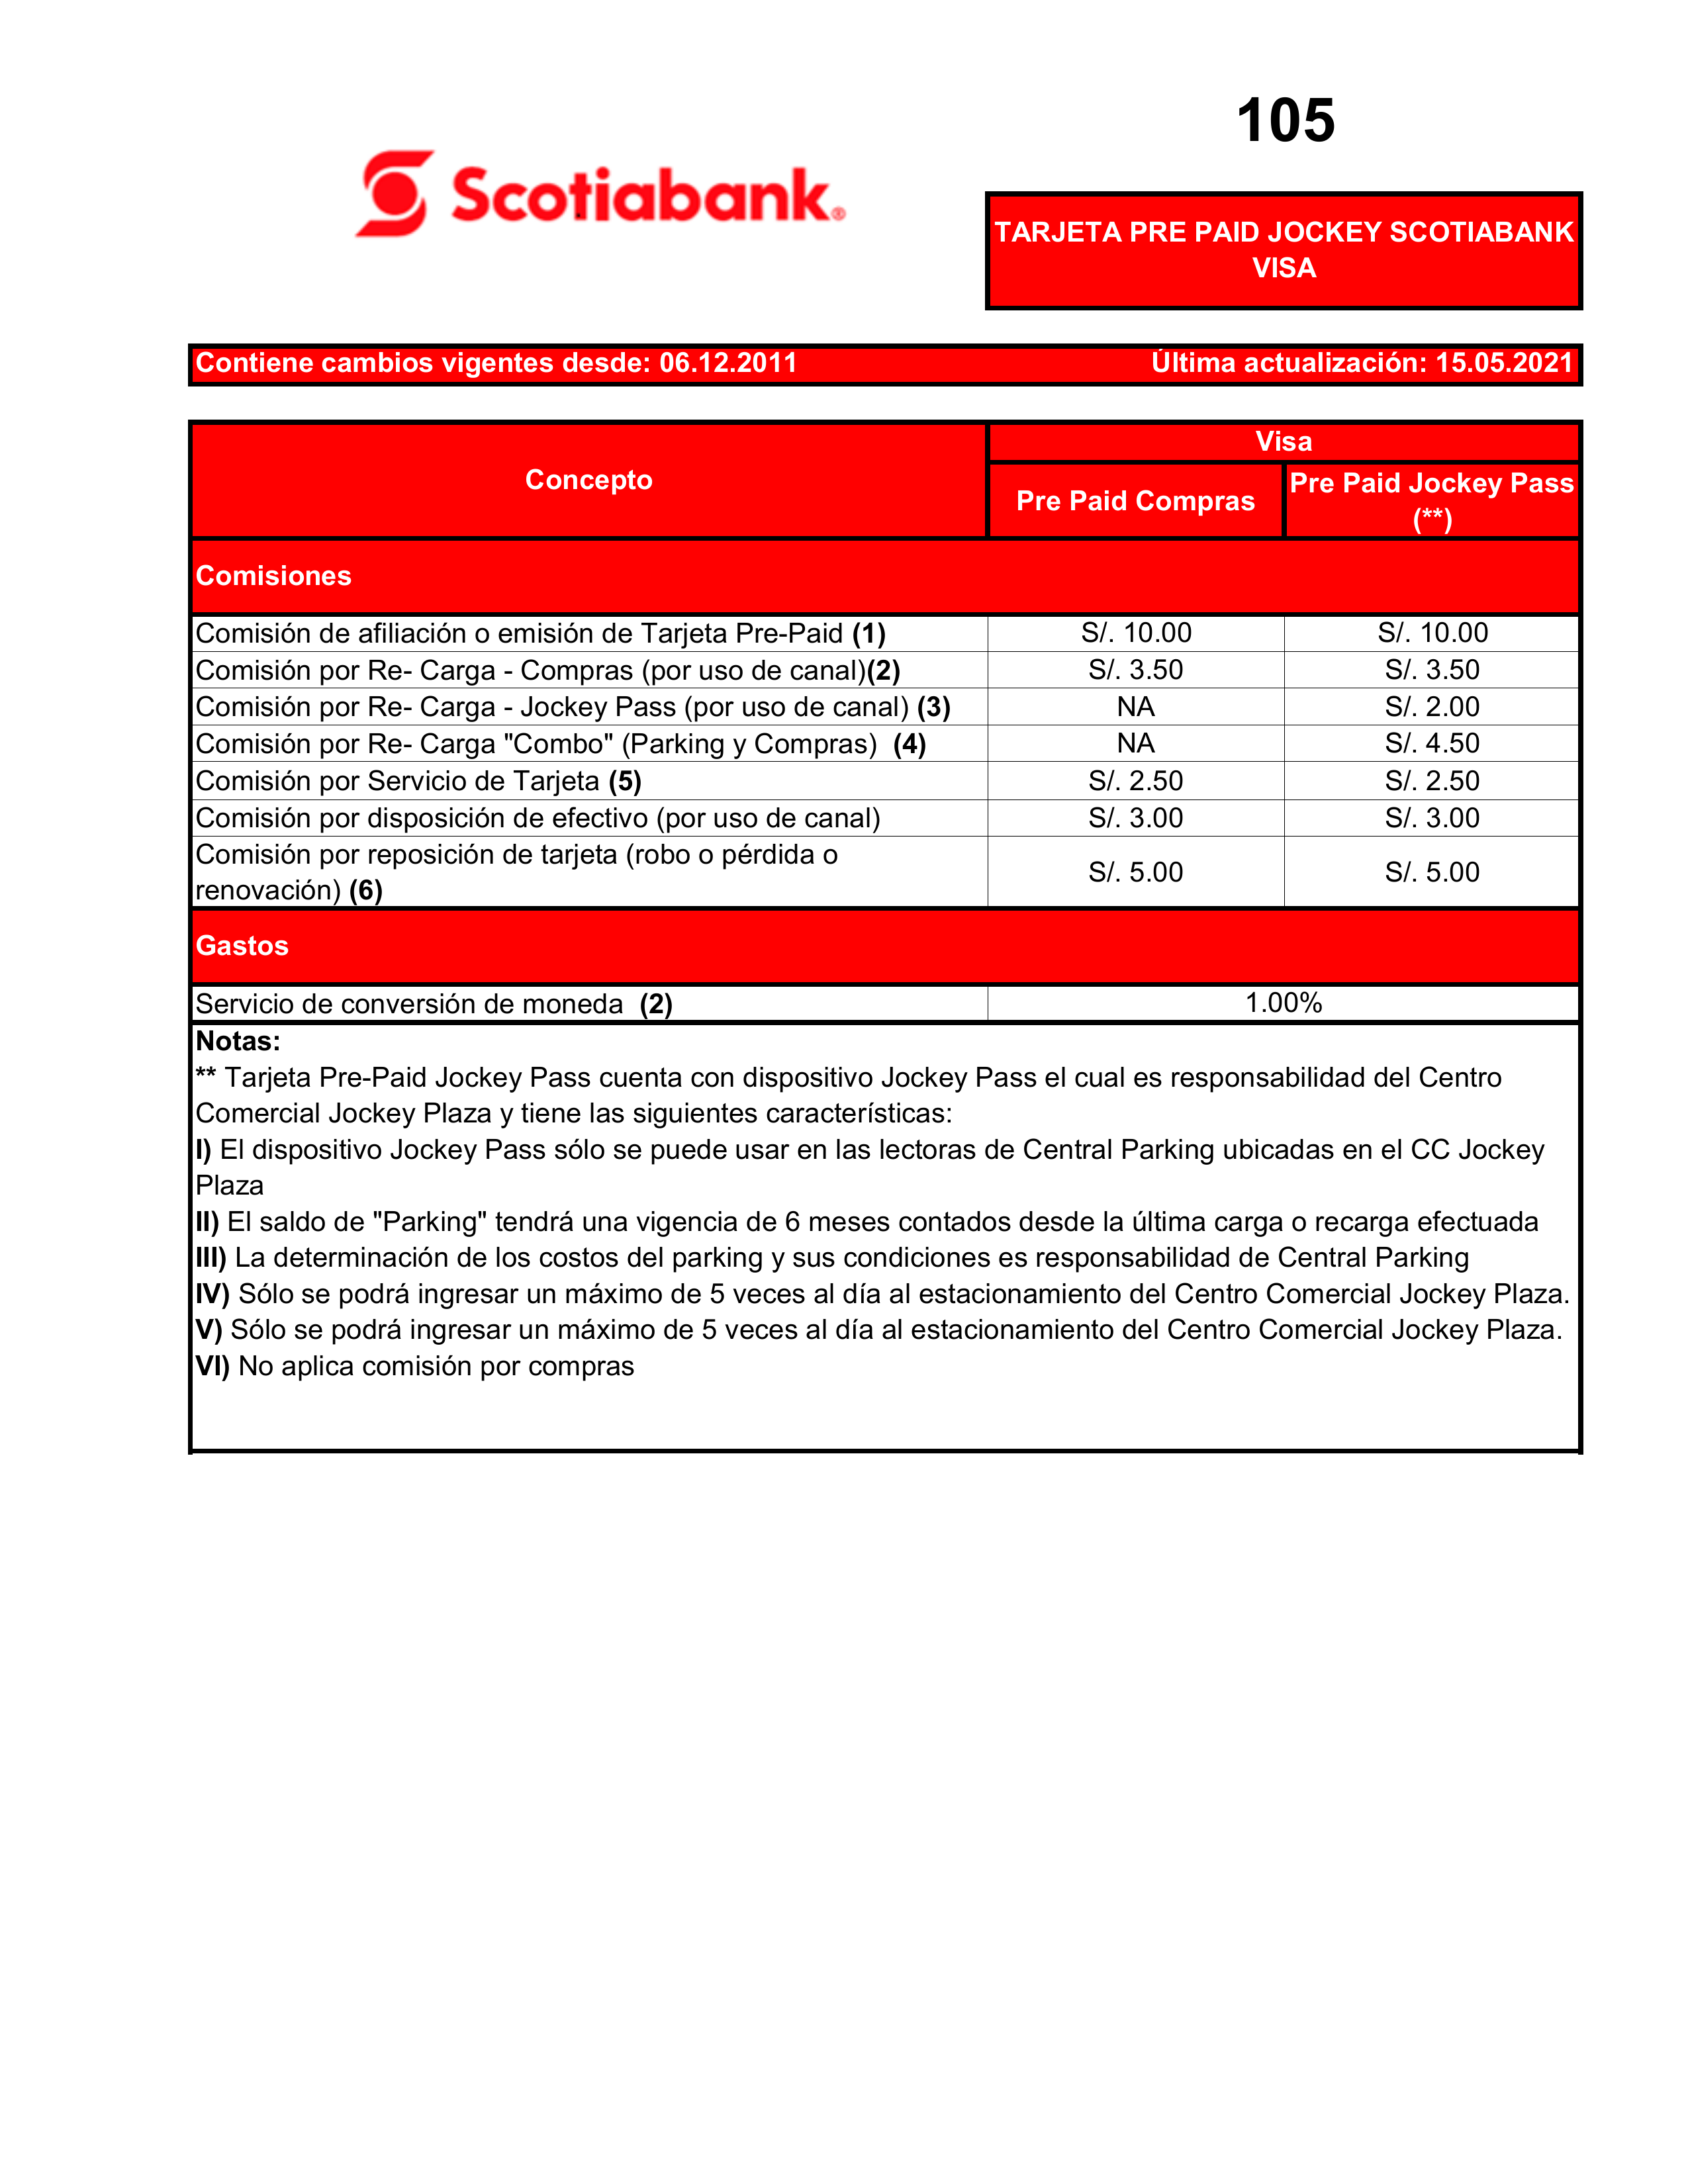 105
Scotiabank®
TARJETA PRE PAID JOCKEY SCOTIABANK
VISA
Contiene cambios vigentes desde: 06.12.2011 Última actualización: 15.05.2021
Concepto
Visa
Pre Paid Compras
Pre Paid Jockey Pass
(**)
Comisiones
Comisión de afiliación o emisión de Tarjeta Pre-Paid (1) S/. 10.00 S/. 10.00
Comisión por Re- Carga - Compras (por uso de canal)(2) S/. 3.50 S/. 3.50
Comisión por Re- Carga - Jockey Pass (por uso de canal) (3) NA S/. 2.00
Comisión por Re- Carga "Combo" (Parking y Compras) (4) NA S/. 4.50
Comisión por Servicio de Tarjeta (5) S/. 2.50 S/. 2.50
Comisión por disposición de efectivo (por uso de canal) S/. 3.00 S/. 3.00
Comisión por reposición de tarjeta (robo o pérdida o
renovación) (6) S/. 5.00 S/. 5.00
Gastos
Servicio de conversión de moneda (2) 1.00%
Notas:
** Tarjeta Pre-Paid Jockey Pass cuenta con dispositivo Jockey Pass el cual es responsabilidad del Centro
Comercial Jockey Plaza y tiene las siguientes características:
I) El dispositivo Jockey Pass sólo se puede usar en las lectoras de Central Parking ubicadas en el CC Jockey
Plaza
II) El saldo de "Parking" tendrá una vigencia de 6 meses contados desde la última carga o recarga efectuada
III) La determinación de los costos del parking y sus condiciones es responsabilidad de Central Parking
IV) Sólo se podrá ingresar un máximo de 5 veces al día al estacionamiento del Centro Comercial Jockey Plaza.
V) Sólo se podrá ingresar un máximo de 5 veces al día al estacionamiento del Centro Comercial Jockey Plaza.
VI) No aplica comisión por compras